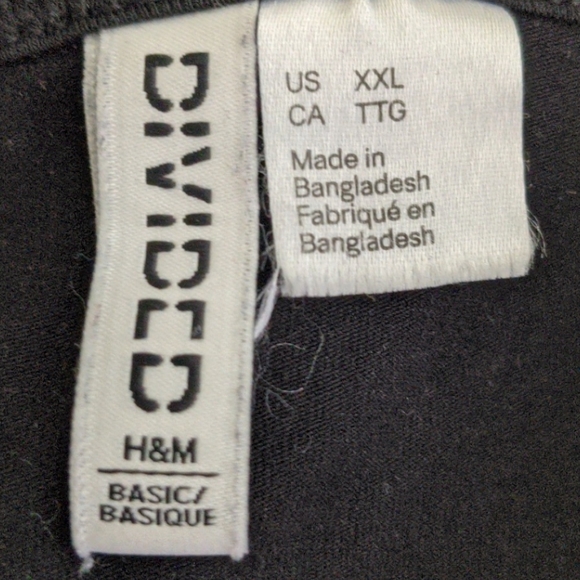 DIVIDED
H&M
BASIC/
BASIQUE
US XXL
CA TTG
Made in
Bangladesh
Fabriqué en
Bangladesh